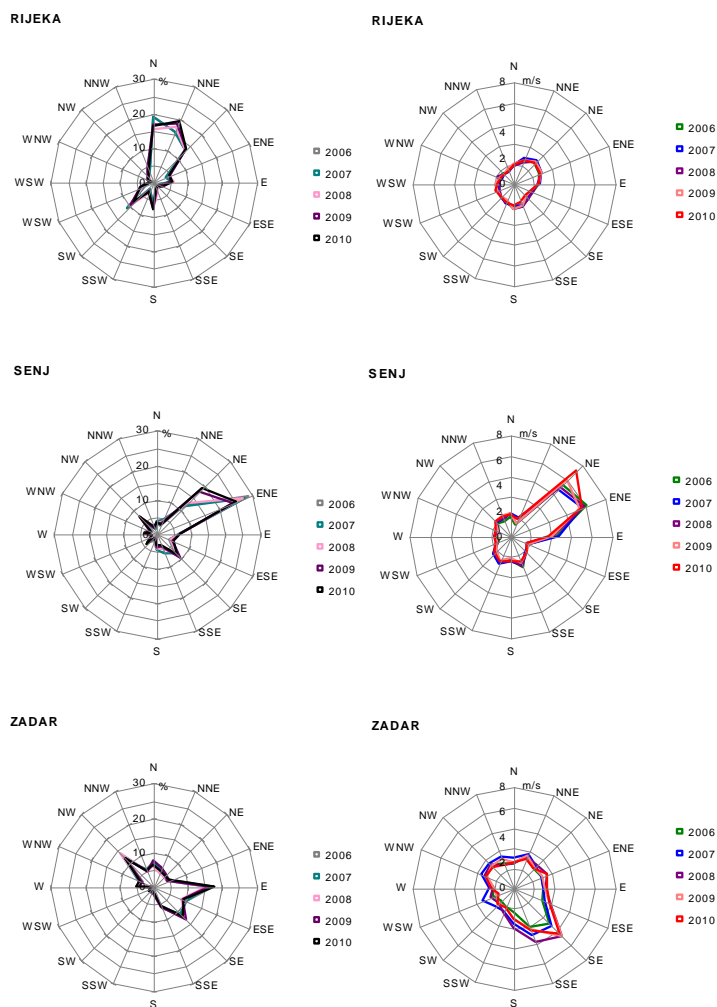 RIJEKA
N
30 %
NNW NNE
NW NE
20
WNW ENE
10
WSW 0 E
WSW ESE
SW SE
SSW SSE
S
2006
2007
2008
2009
2010
RIJEKA
N
8 m/s
NNW NNE
6
NW NE
4
WNW ENE
2
WSW 0 E
WSW ESE
SW SE
SSW SSE
S
2006
2007
2008
2009
2010
SENJ
N
30 %
NNW NNE
NW NE
20
WNW ENE
10
W 0 E
WSW ESE
SW SE
SSW SSE
S
2006
2007
2008
2009
2010
SENJ
N
8 m/s
NNW NNE
6
NW NE
4
WNW ENE
2
W 0 E
WSW ESE
SW SE
SSW SSE
S
2006
2007
2008
2009
2010
ZADAR
N
30 %
NNW NNE
NW NE
20
WNW ENE
10
W 0 E
WSW ESE
SW SE
SSW SSE
S
2006
2007
2008
2009
2010
ZADAR
N
8 m/s
NNW NNE
6
NW NE
4
WNW ENE
2
W 0 E
WSW ESE
SW SE
SSW SSE
S
2006
2007
2008
2009
2010